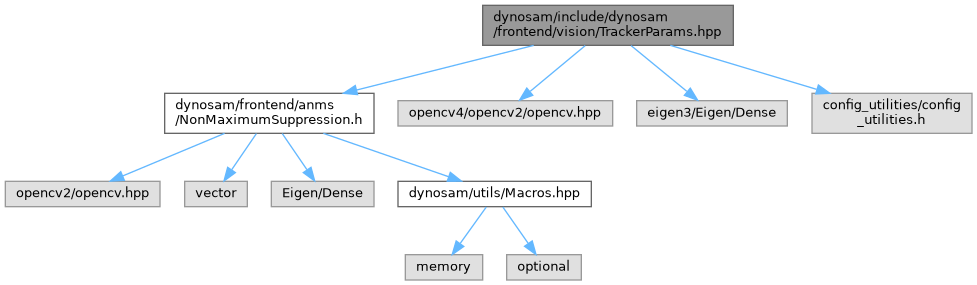 dynosam/include/dynosam
/frontend/vision/TrackerParams.hpp
dynosam/frontend/anms
/NonMaximumSuppression.h
opencv4/opencv2/opencv.hpp
eigen3/Eigen/Dense
config_utilities/config
_utilities.h
opencv2/opencv.hpp
vector
Eigen/Dense
dynosam/utils/Macros.hpp
memory
optional